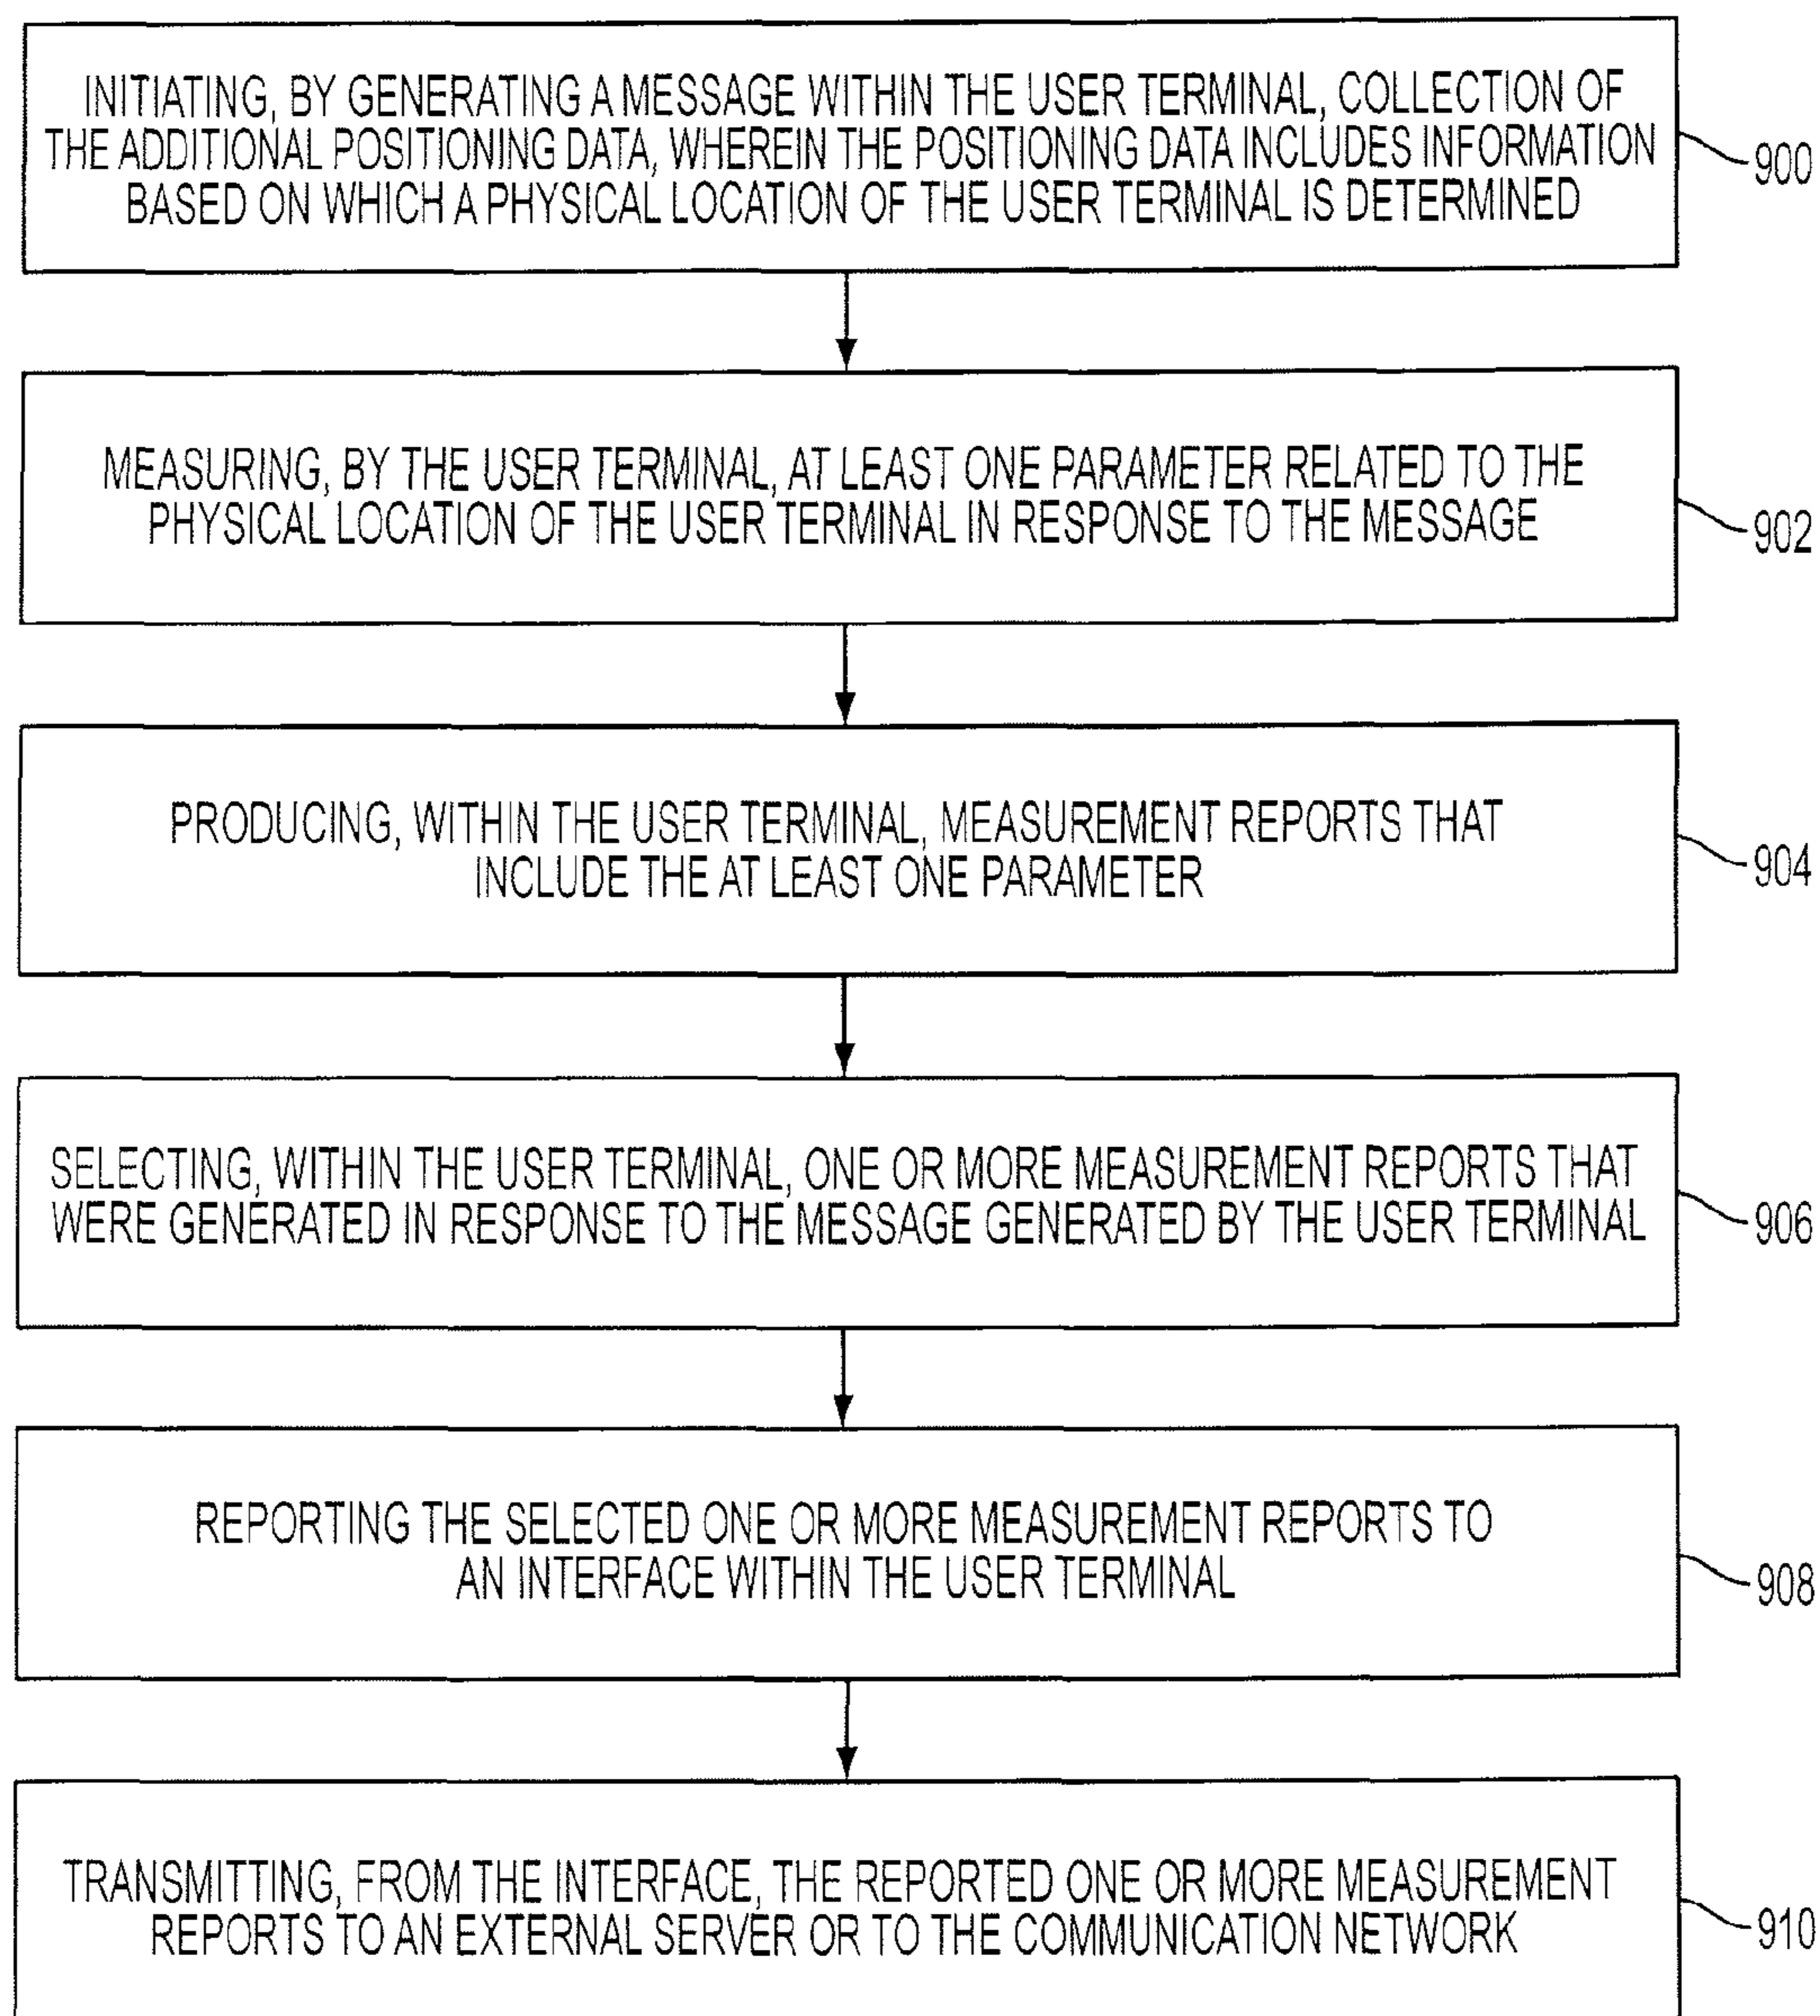 INITIATING, BY GENERATING A MESSAGE WITHIN THE USER TERMINAL, COLLECTION OF
THE ADDITIONAL POSITIONING DATA, WHEREIN THE POSITIONING DATA INCLUDES INFORMATION
BASED ON WHICH A PHYSICAL LOCATION OF THE USER TERMINAL IS DETERMINED
900
MEASURING, BY THE USER TERMINAL, AT LEAST ONE PARAMETER RELATED TO THE
PHYSICAL LOCATION OF THE USER TERMINAL IN RESPONSE TO THE MESSAGE
902
PRODUCING, WITHIN THE USER TERMINAL, MEASUREMENT REPORTS THAT
INCLUDE THE AT LEAST ONE PARAMETER
904
SELECTING, WITHIN THE USER TERMINAL, ONE OR MORE MEASUREMENT REPORTS THAT
WERE GENERATED IN RESPONSE TO THE MESSAGE GENERATED BY THE USER TERMINAL
906
REPORTING THE SELECTED ONE OR MORE MEASUREMENT REPORTS TO
AN INTERFACE WITHIN THE USER TERMINAL
908
TRANSMITTING, FROM THE INTERFACE, THE REPORTED ONE OR MORE MEASUREMENT
REPORTS TO AN EXTERNAL SERVER OR TO THE COMMUNICATION NETWORK
910